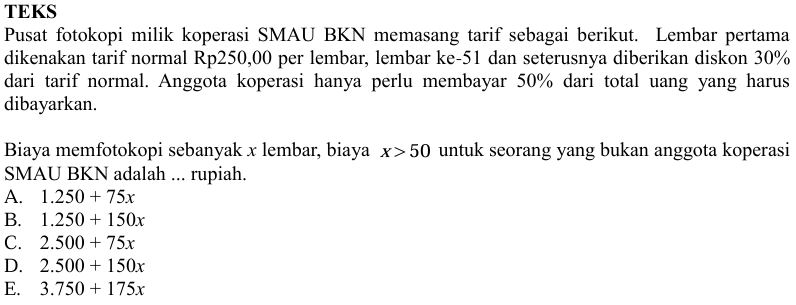 TEKS
Pusat fotokopi milik koperasi SMAU BKN memasang tarif sebagai berikut. Lembar pertama
dikenakan tarif normal Rp250,00 per lembar, lembar ke-51 dan seterusnya diberikan diskon 30%
dari tarif normal. Anggota koperasi hanya perlu membayar 50% dari total uang yang harus
dibayarkan.
Biaya memfotokopi sebanyak x lembar, biaya x > 50 untuk seorang yang bukan anggota koperasi
SMAU BKN adalah ... rupiah.
A. 1.250 + 75x
B. 1.250 + 150x
C. 2.500 + 75x
D. 2.500 + 150x
E. 3.750 + 175x